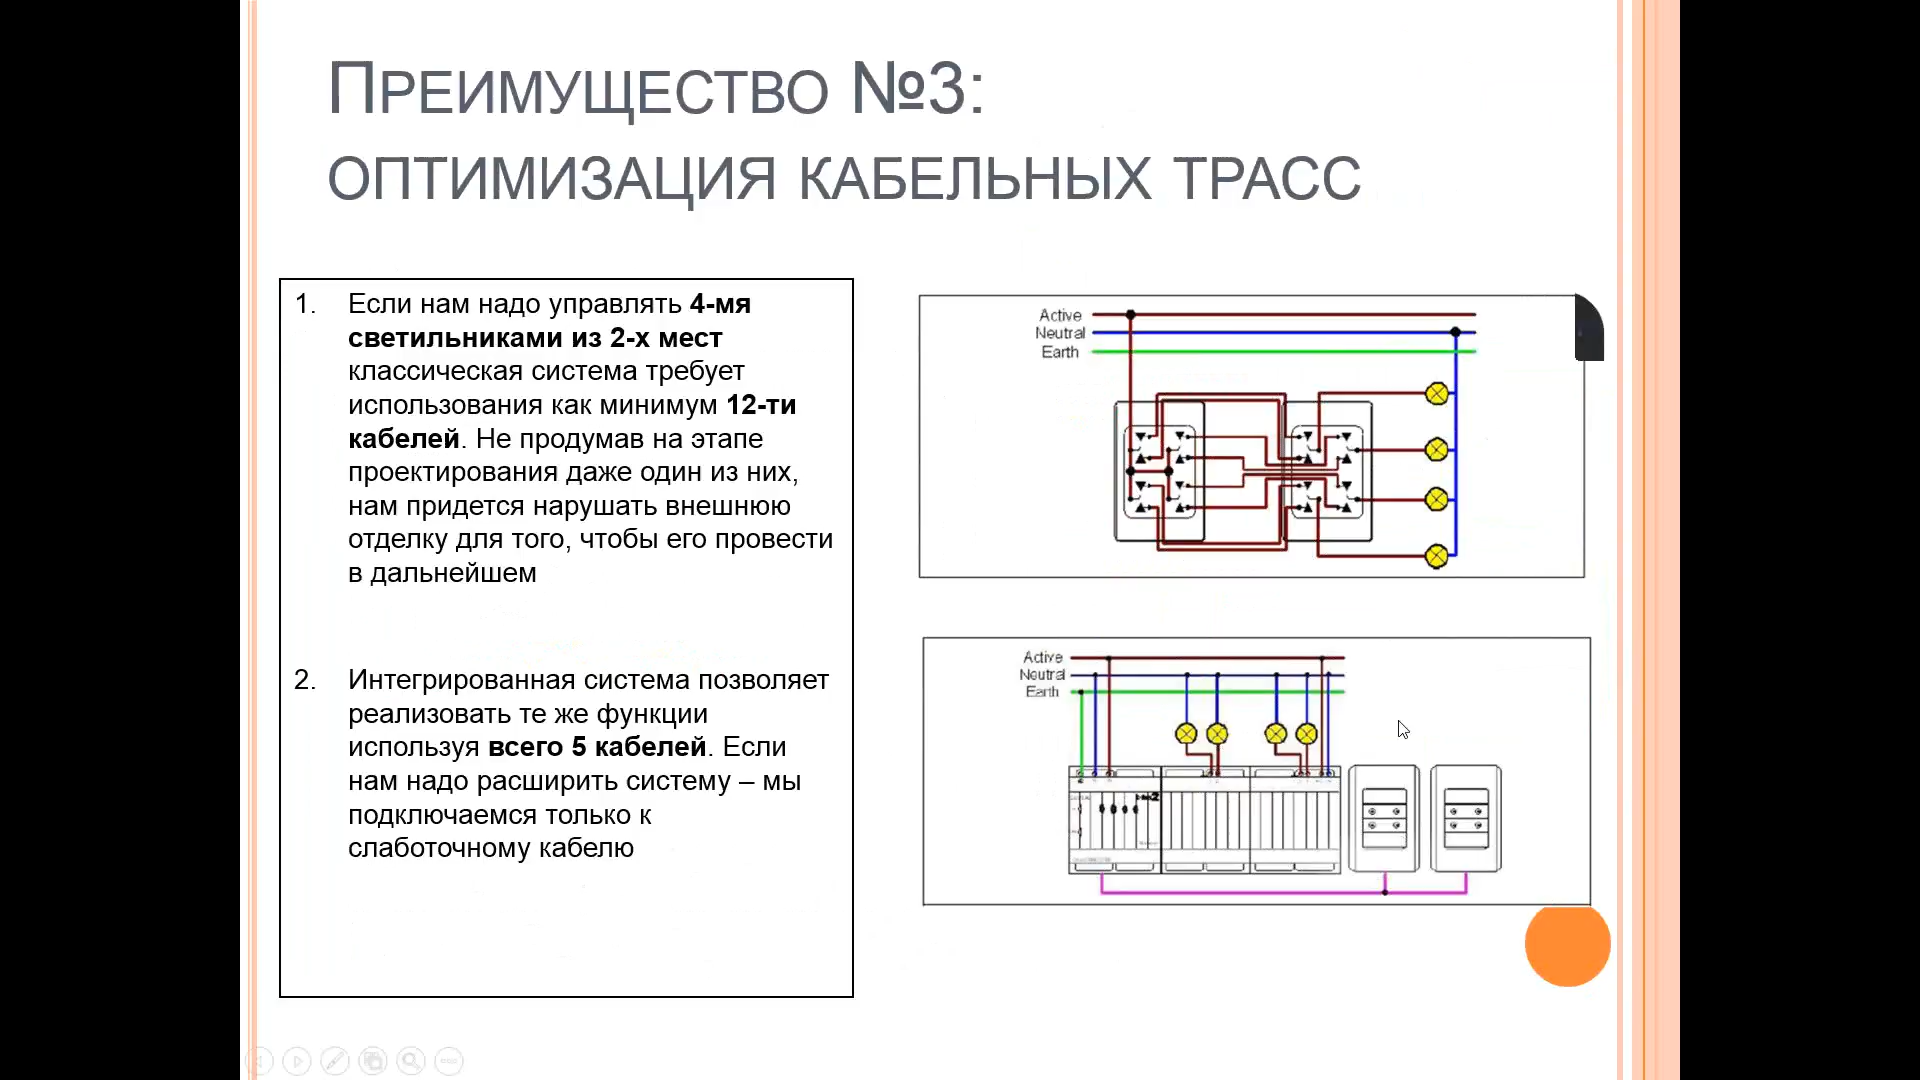 Преимущество №3:
оптимизация кабельных трасс
1. Если нам надо управлять 4-мя
светильниками из 2-х мест
классическая система требует
использования как минимум 12-ти
кабелей. Не продумав на этапе
проектирования даже один из них,
нам придется нарушать внешнюю
отделку для того, чтобы его провести
в дальнейшем
2. Интегрированная система позволяет
реализовать те же функции
используя всего 5 кабелей. Если
нам надо расширить систему – мы
подключаемся только к
слаботочному кабелю
Active
Neutral
Earth
Active
Neutral
Earth